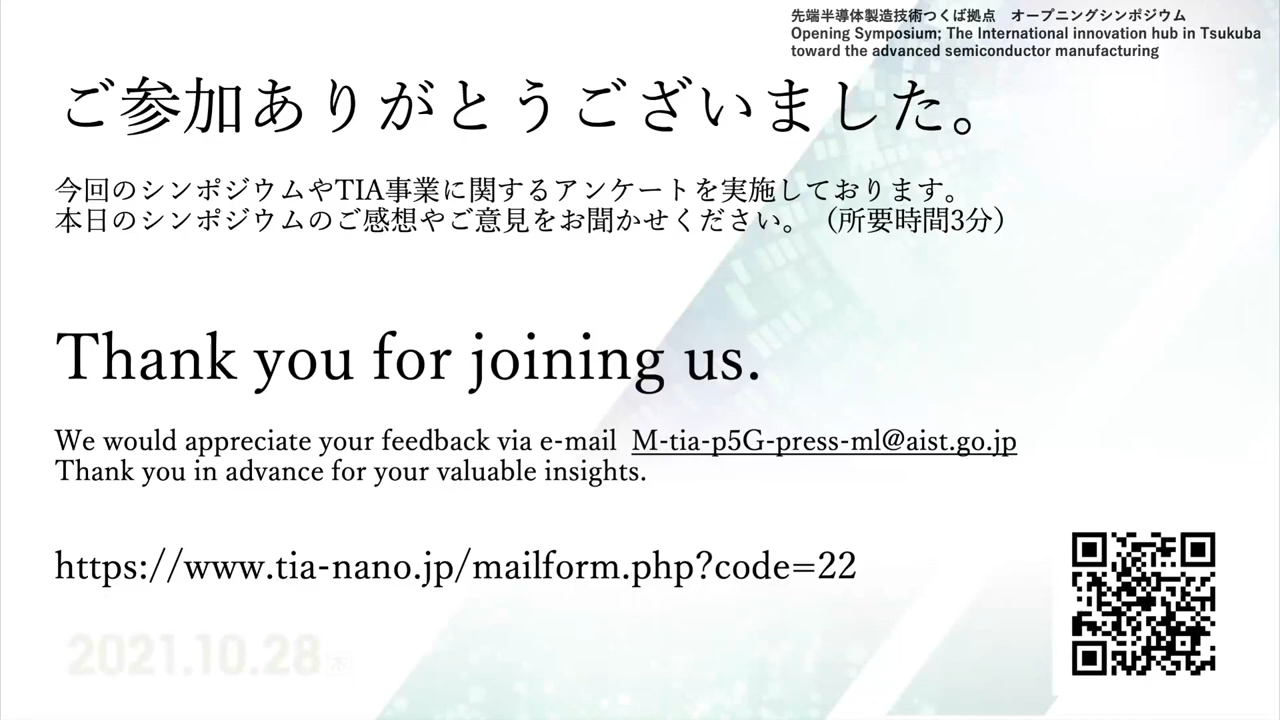 先端半導体製造技術つくば拠点　オープニングシンポジウム
Opening Symposium; The International innovation hub in Tsukuba
toward the advanced semiconductor manufacturing
ご参加ありがとうございました。
今回のシンポジウムやTIA事業に関するアンケートを実施しております。
本日のシンポジウムのご感想やご意見をお聞かせください。（所要時間3分）
Thank you for joining us.
We would appreciate your feedback via e-mail M-tia-p5G-press-ml@aist.go.jp
Thank you in advance for your valuable insights.
https://www.tia-nano.jp/mailform.php?code=22
2021.10.28